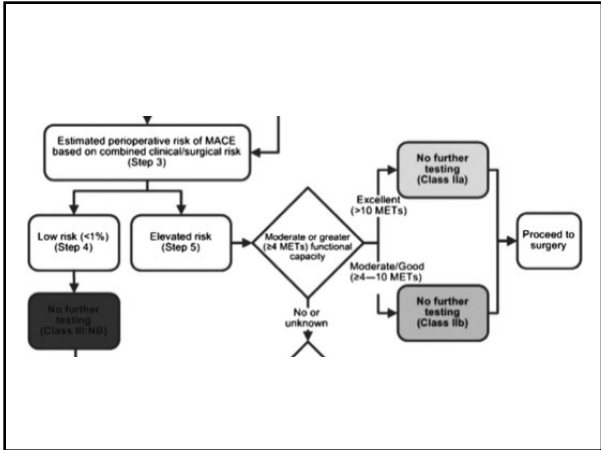 Estimated perioperative risk of MACE
based on combined clinical/surgical risk
(Step 3)
Low risk (<1%)
(Step 4)
Elevated risk
(Step 5)
No further
testing
(Class III:NB)
Moderate or greater
(≥4 METs) functional
capacity
Excellent
(>10 METs)
No further
testing
(Class IIa)
Moderate/Good
(≥4—10 METs)
No further
testing
(Class IIb)
Proceed to
surgery
No or
unknown